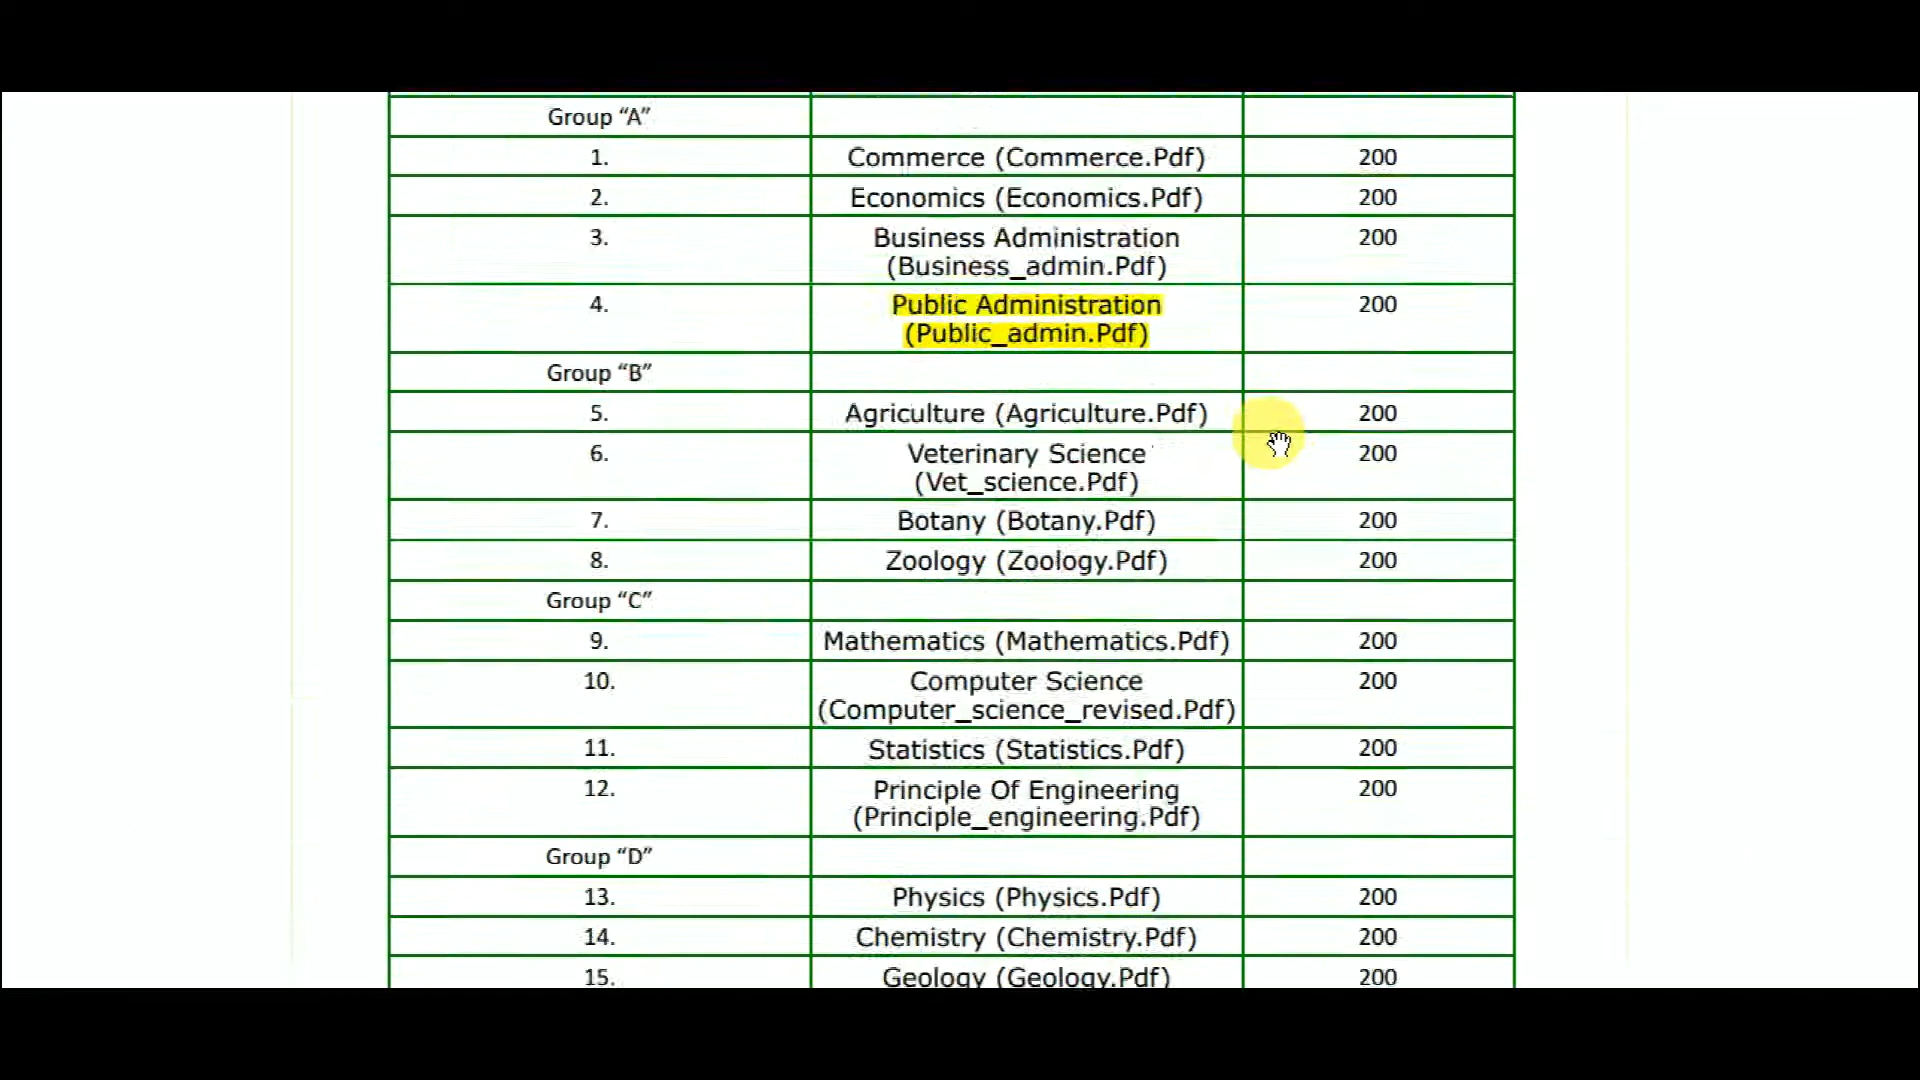 Group “A”
1. Commerce (Commerce.Pdf) 200
2. Economics (Economics.Pdf) 200
3. Business Administration 200
(Business_admin.Pdf)
4. Public Administration 200
(Public_admin.Pdf)
Group “B”
5. Agriculture (Agriculture.Pdf) 200
6. Veterinary Science 200
(Vet_science.Pdf)
7. Botany (Botany.Pdf) 200
8. Zoology (Zoology.Pdf) 200
Group “C”
9. Mathematics (Mathematics.Pdf) 200
10. Computer Science 200
(Computer_science_revised.Pdf)
11. Statistics (Statistics.Pdf) 200
12. Principle Of Engineering 200
(Principle_engineering.Pdf)
Group “D”
13. Physics (Physics.Pdf) 200
14. Chemistry (Chemistry.Pdf) 200
15. Geology (Geology.Pdf) 200